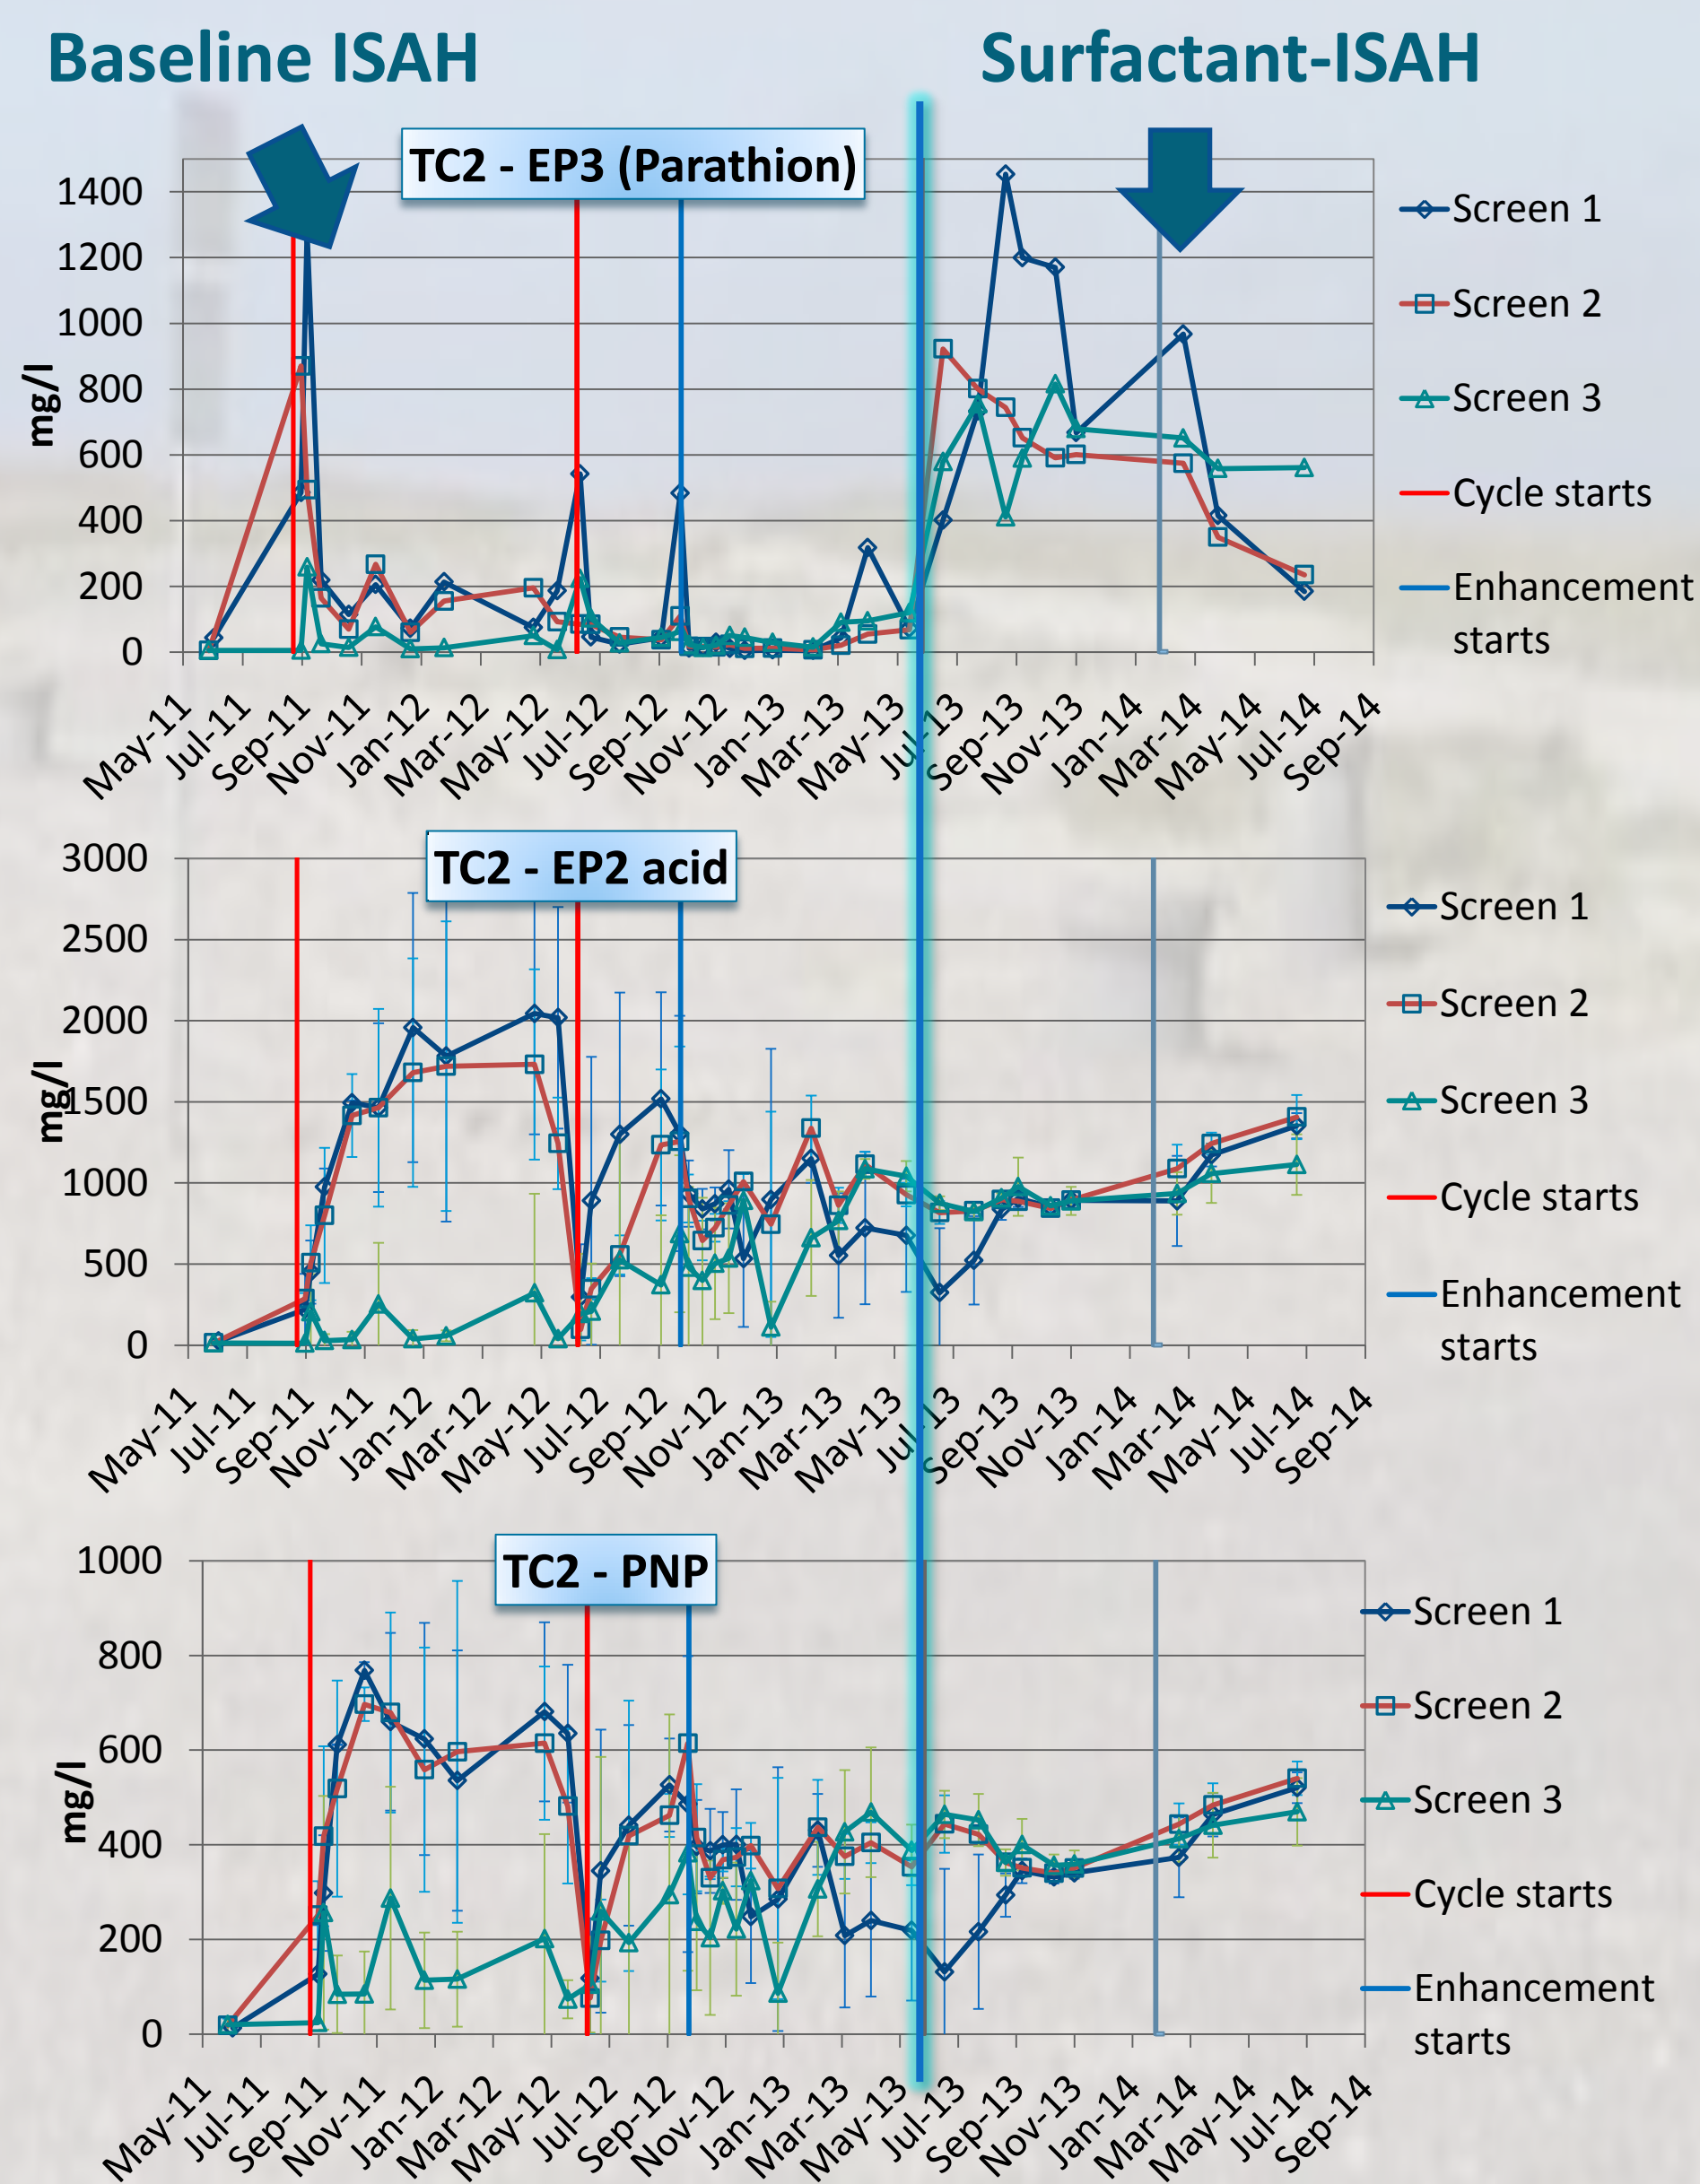 Baseline ISAH
Surfactant-ISAH
TC2 - EP3 (Parathion)
mg/l
1400
1200
1000
800
600
400
200
0
May-11
Jul-11
Sep-11
Nov-11
Jan-12
Mar-12
May-12
Jul-12
Sep-12
Nov-12
Jan-13
Mar-13
May-13
Jul-13
Sep-13
Nov-13
Jan-14
Mar-14
May-14
Jul-14
Sep-14
Screen 1
Screen 2
Screen 3
Cycle starts
Enhancement
starts
TC2 - EP2 acid
mg/l
3000
2500
2000
1500
1000
500
0
May-11
Jul-11
Sep-11
Nov-11
Jan-12
Mar-12
May-12
Jul-12
Sep-12
Nov-12
Jan-13
Mar-13
May-13
Jul-13
Sep-13
Nov-13
Jan-14
Mar-14
May-14
Jul-14
Sep-14
Screen 1
Screen 2
Screen 3
Cycle starts
Enhancement
starts
TC2 - PNP
mg/l
1000
800
600
400
200
0
May-11
Jul-11
Sep-11
Nov-11
Jan-12
Mar-12
May-12
Jul-12
Sep-12
Nov-12
Jan-13
Mar-13
May-13
Jul-13
Sep-13
Nov-13
Jan-14
Mar-14
May-14
Jul-14
Sep-14
Screen 1
Screen 2
Screen 3
Cycle starts
Enhancement
starts